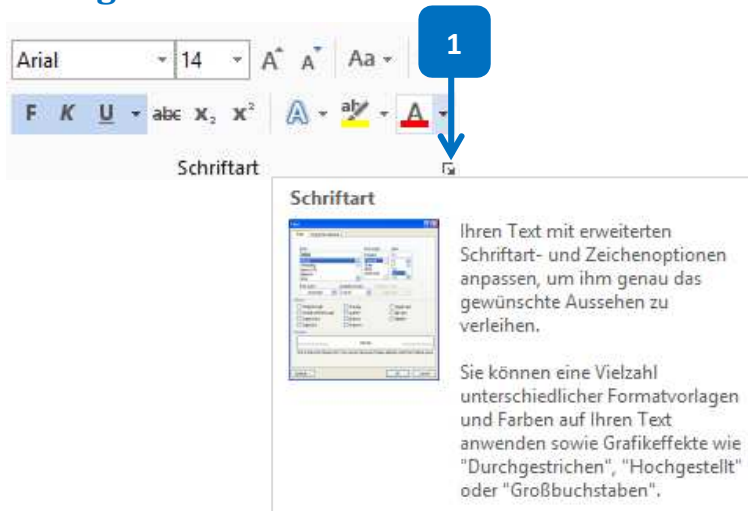 1
Arial 14 A A Aa
F K U abc x₂ x² A ab A
Schriftart
Schriftart
Ihren Text mit erweiterten
Schriftart- und Zeichenoptionen
anpassen, um ihm genau das
gewünschte Aussehen zu
verleihen.
Sie können eine Vielzahl
unterschiedlicher Formatvorlagen
und Farben auf Ihren Text
anwenden sowie Grafikeffekte wie
"Durchgestrichen", "Hochgestellt"
oder "Großbuchstaben".